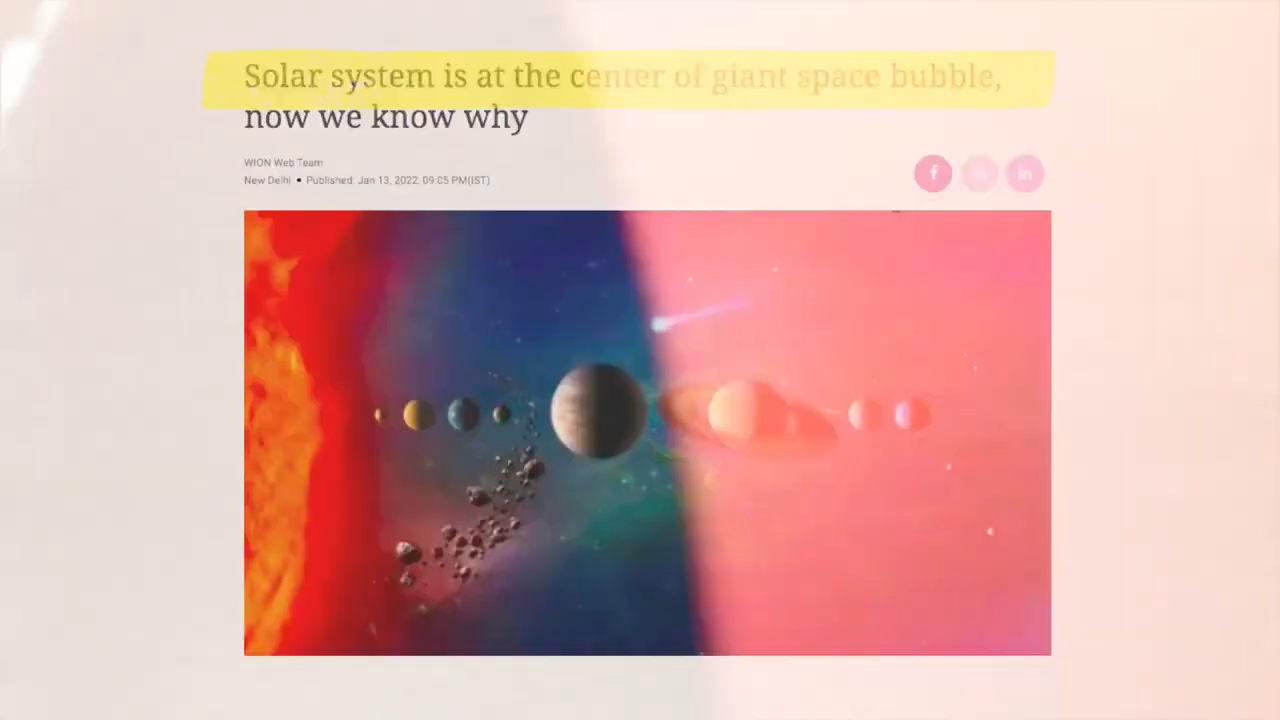 Solar system is at the center of giant space bubble,
now we know why
WION Web Team
New Delhi • Published: Jan 13, 2022, 09:05 PM(IST)
f
in